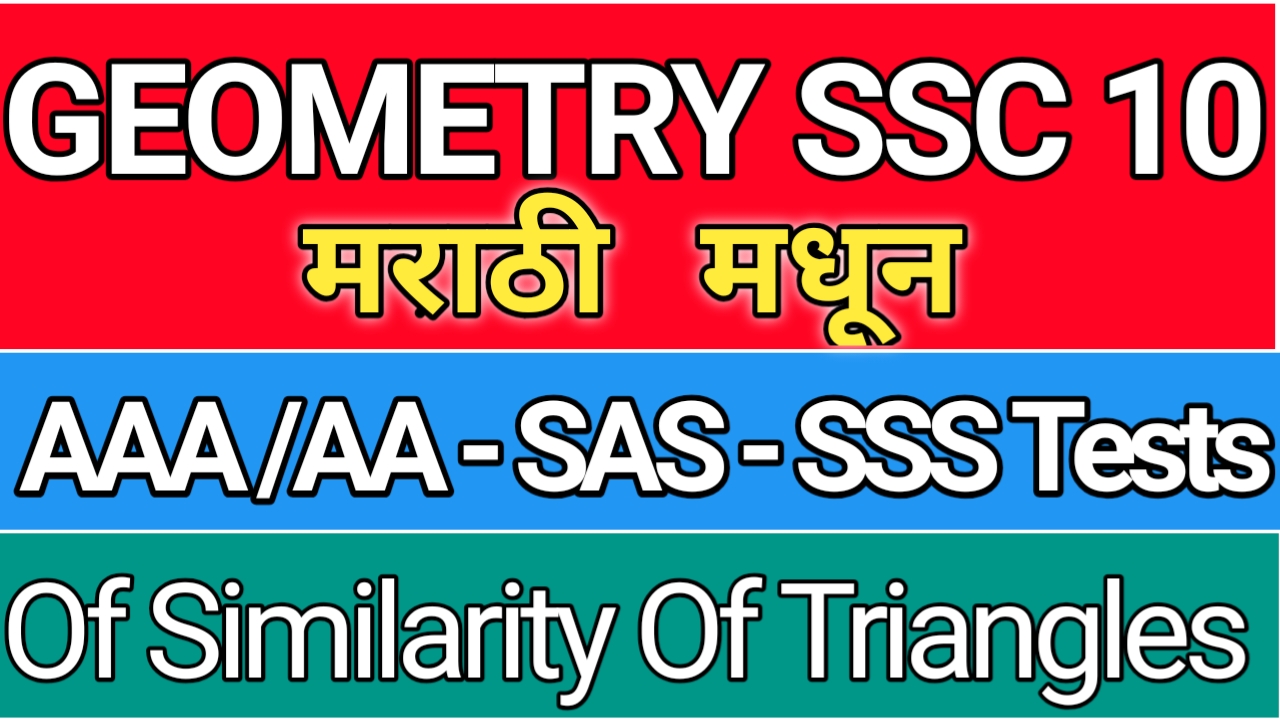 GEOMETRY SSC 10
मराठी मधून
AAA/AA - SAS - SSS Tests
Of Similarity Of Triangles